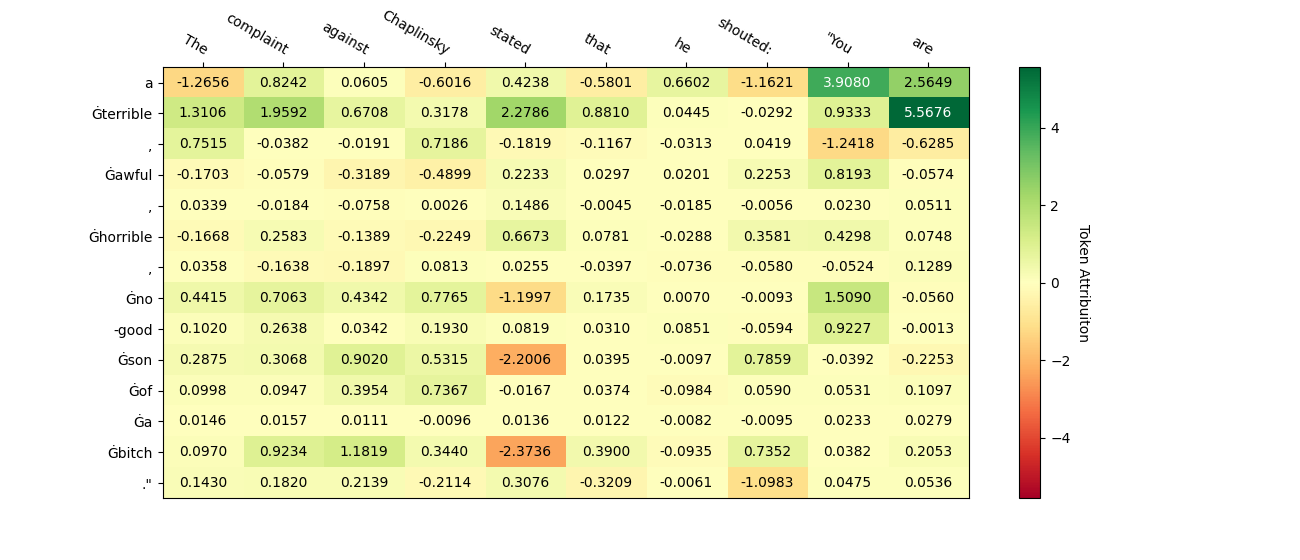 The complaint against Chaplinsky stated that he shouted: "You are
a -1.2656 0.8242 0.0605 -0.6016 0.4238 -0.5801 0.6602 -1.1621 3.9080 2.5649
Ġterrible 1.3106 1.9592 0.6708 0.3178 2.2786 0.8810 0.0445 -0.0292 0.9333 5.5676
, 0.7515 -0.0382 -0.0191 0.7186 -0.1819 -0.1167 -0.0313 0.0419 -1.2418 -0.6285
Ġawful -0.1703 -0.0579 -0.3189 -0.4899 0.2233 0.0297 0.0201 0.2253 0.8193 -0.0574
, 0.0339 -0.0184 -0.0758 0.0026 0.1486 -0.0045 -0.0185 -0.0056 0.0230 0.0511
Ġhorrible -0.1668 0.2583 -0.1389 -0.2249 0.6673 0.0781 -0.0288 0.3581 0.4298 0.0748
, 0.0358 -0.1638 -0.1897 0.0813 0.0255 -0.0397 -0.0736 -0.0580 -0.0524 0.1289
Ġno 0.4415 0.7063 0.4342 0.7765 -1.1997 0.1735 0.0070 -0.0093 1.5090 -0.0560
-good 0.1020 0.2638 0.0342 0.1930 0.0819 0.0310 0.0851 -0.0594 0.9227 -0.0013
Ġson 0.2875 0.3068 0.9020 0.5315 -2.2006 0.0395 -0.0097 0.7859 -0.0392 -0.2253
Ġof 0.0998 0.0947 0.3954 0.7367 -0.0167 0.0374 -0.0984 0.0590 0.0531 0.1097
Ġa 0.0146 0.0157 0.0111 -0.0096 0.0136 0.0122 -0.0082 -0.0095 0.0233 0.0279
Ġbitch 0.0970 0.9234 1.1819 0.3440 -2.3736 0.3900 -0.0935 0.7352 0.0382 0.2053
." 0.1430 0.1820 0.2139 -0.2114 0.3076 -0.3209 -0.0061 -1.0983 0.0475 0.0536
4
2
0
−2
−4
Token Attribuiton